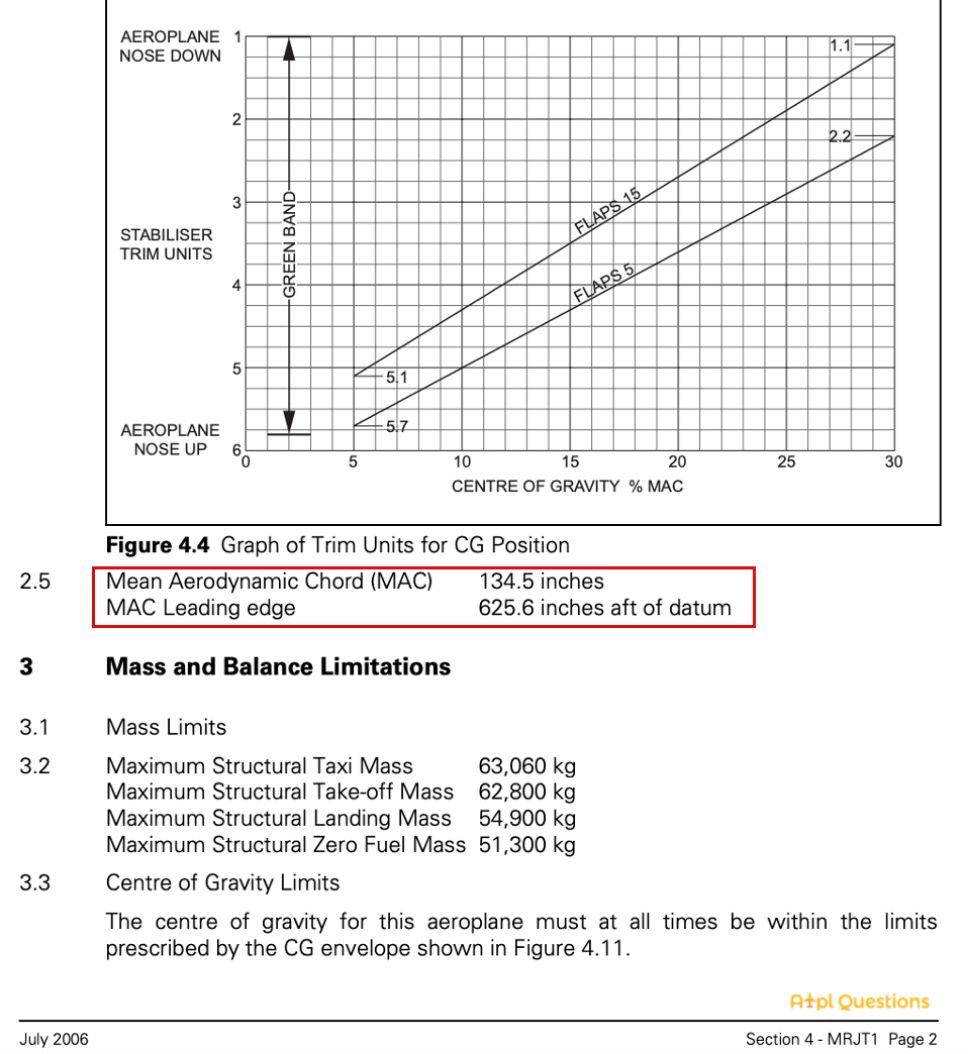 AEROPLANE
NOSE DOWN
1
2
3
4
5
6
STABILISER
TRIM UNITS
AEROPLANE
NOSE UP
GREEN BAND
FLAPS 15
FLAPS 5
1.1
2.2
5.1
5.7
0 5 10 15 20 25 30
CENTRE OF GRAVITY % MAC
Figure 4.4 Graph of Trim Units for CG Position
2.5 Mean Aerodynamic Chord (MAC) 134.5 inches
MAC Leading edge 625.6 inches aft of datum
3 Mass and Balance Limitations
3.1 Mass Limits
3.2 Maximum Structural Taxi Mass 63,060 kg
Maximum Structural Take-off Mass 62,800 kg
Maximum Structural Landing Mass 54,900 kg
Maximum Structural Zero Fuel Mass 51,300 kg
3.3 Centre of Gravity Limits
The centre of gravity for this aeroplane must at all times be within the limits
prescribed by the CG envelope shown in Figure 4.11.
Atpl Questions
July 2006 Section 4 - MRJT1 Page 2